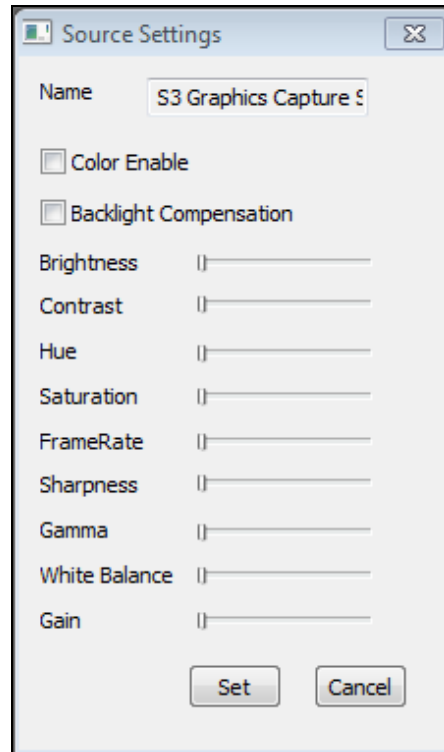 Source Settings
Name S3 Graphics Capture S
Color Enable
Backlight Compensation
Brightness
Contrast
Hue
Saturation
FrameRate
Sharpness
Gamma
White Balance
Gain
Set Cancel